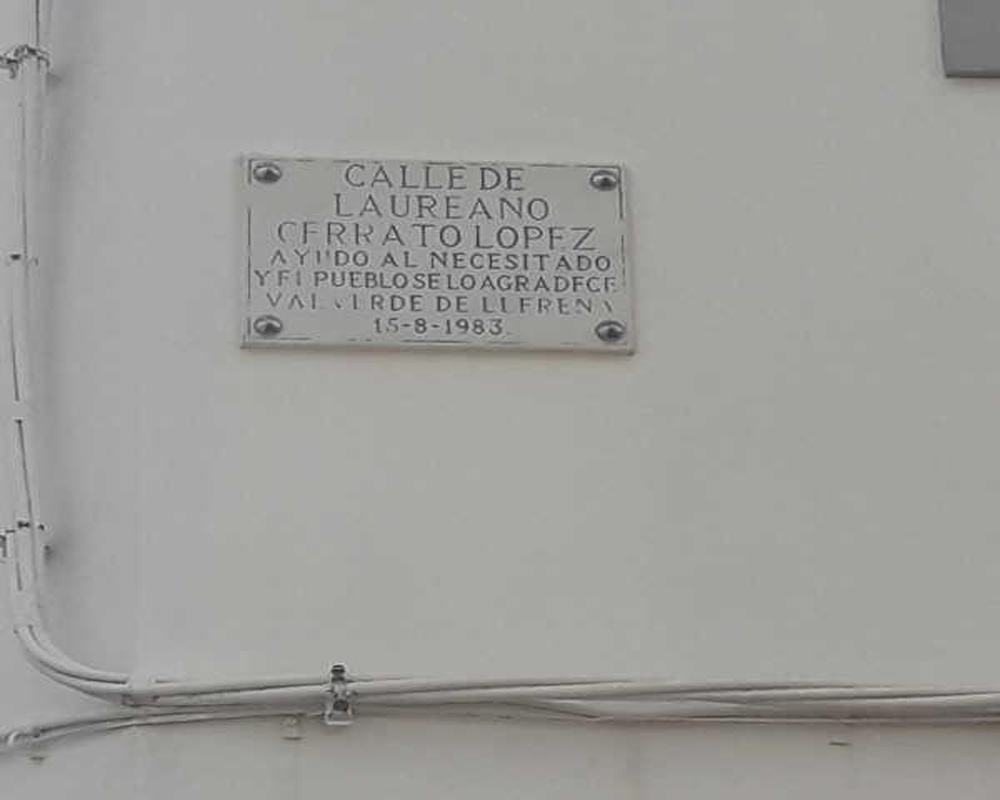 CALLE DE
LAUREANO
CERRATO LOPEZ
AYUDO AL NECESITADO
Y EL PUEBLO SE LO AGRADECE
VALVERDE DE LLERENA
15-8-1983